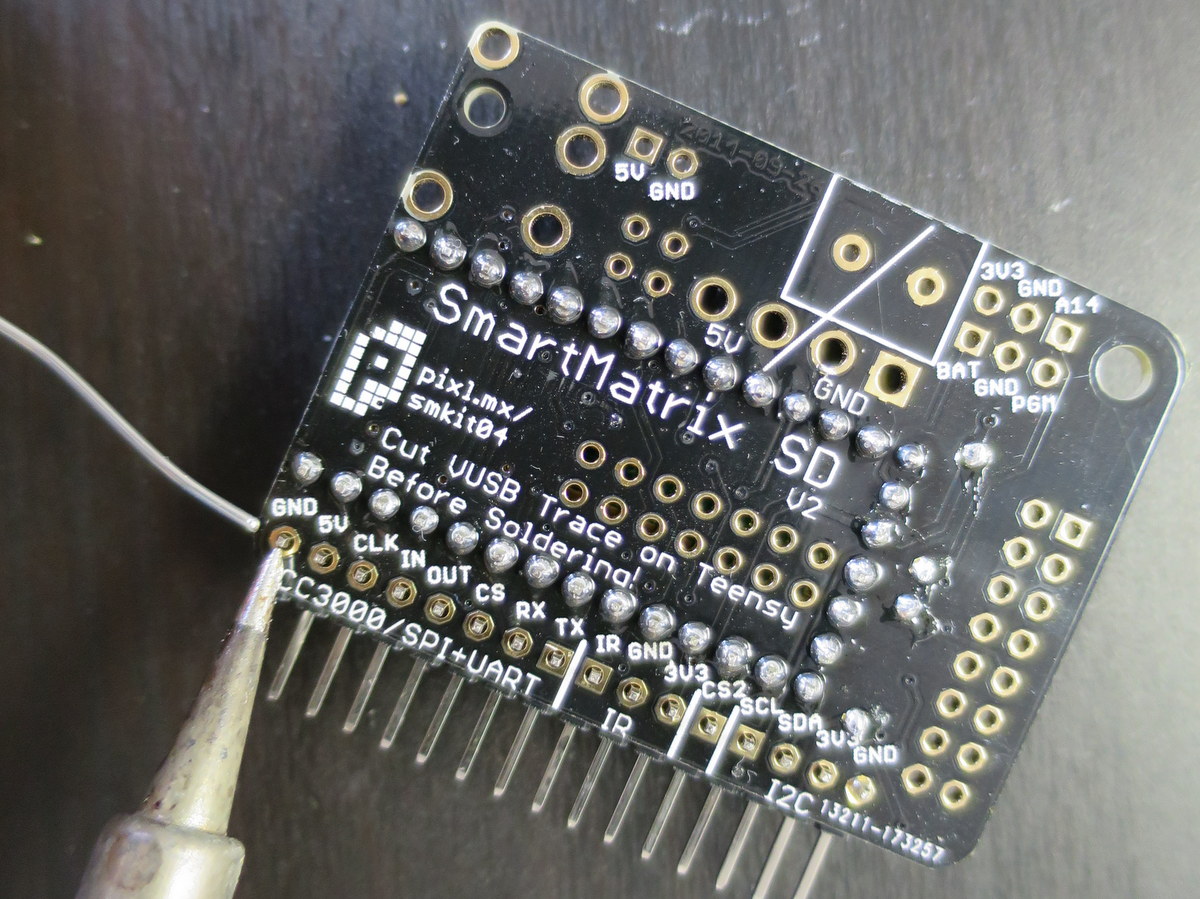 5V
GND
3V3
GND
A14
5V
GND
BAT
GND
PGM
SmartMatrix SD
V2
pixl.mx/
smkit04
Cut VUSB Trace on Teensy
Before Soldering!
GND
5V
CLK
IN
OUT
CS
RX
TX
IR
GND
3V3
CS2
SCL
SDA
3V3
GND
CC3000/SPI+UART
IR
I2C
13211-173257